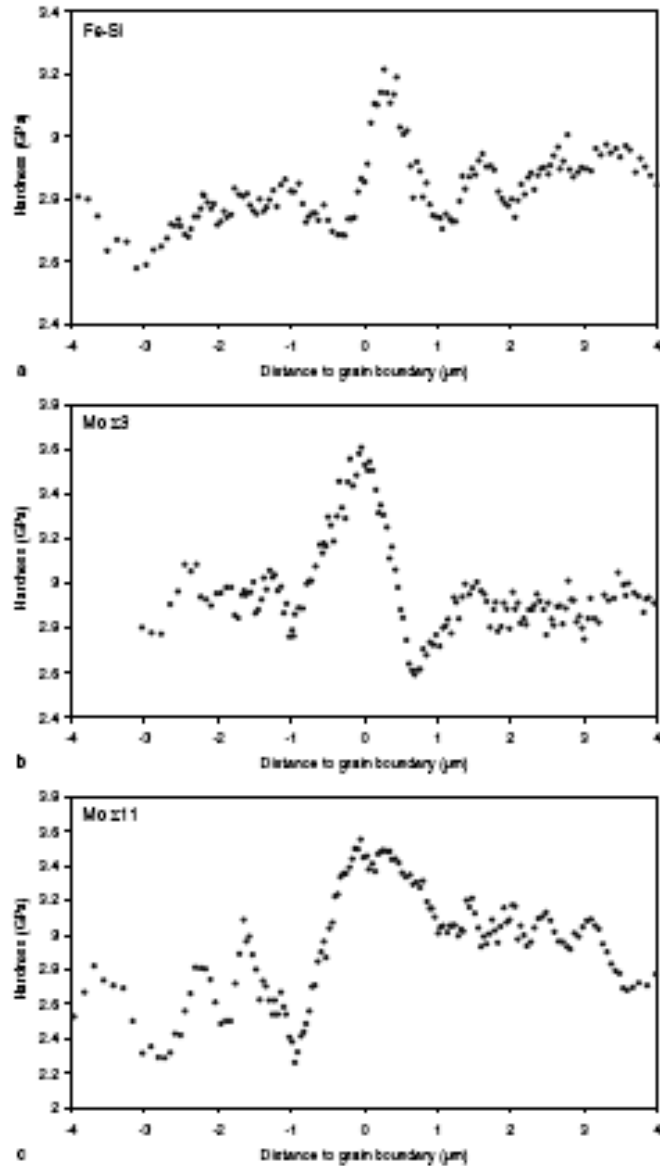 Fe-Si
3.4
3.2
3
2.8
2.6
2.4
Hardness (GPa)
-4 -3 -2 -1 0 1 2 3 4
a
Distance to grain boundary (µm)
Mo Σ3
3.8
3.6
3.4
3.2
3
2.8
2.6
2.4
Hardness (GPa)
-4 -3 -2 -1 0 1 2 3 4
b
Distance to grain boundary (µm)
Mo Σ11
3.8
3.6
3.4
3.2
3
2.8
2.6
2.4
2.2
2
Hardness (GPa)
-4 -3 -2 -1 0 1 2 3 4
c
Distance to grain boundary (µm)